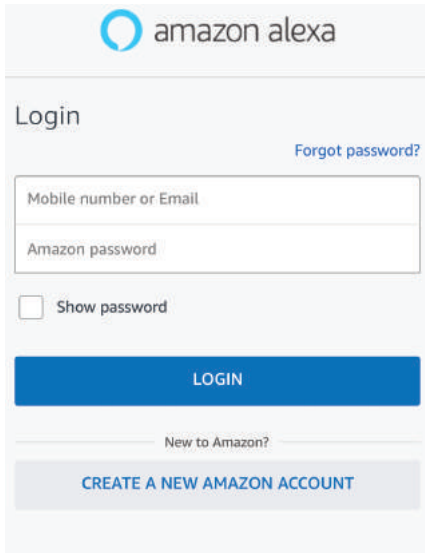 amazon alexa
Login
Forgot password?
Mobile number or Email
Amazon password
Show password
LOGIN
New to Amazon?
CREATE A NEW AMAZON ACCOUNT